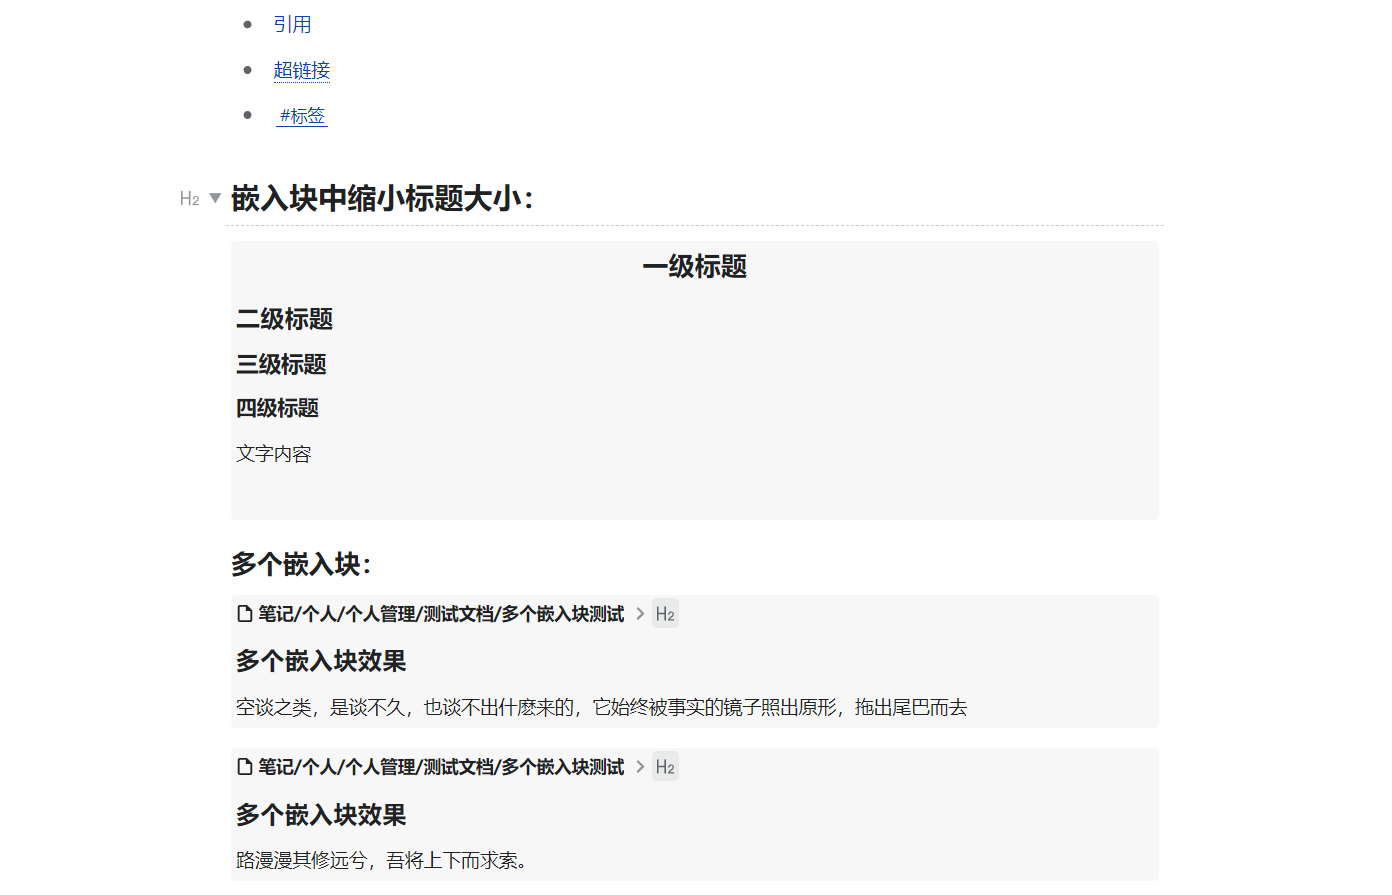 引用
超链接
#标签
H2 嵌入块中缩小标题大小：
一级标题
二级标题
三级标题
四级标题
文字内容
多个嵌入块：
笔记/个人/个人管理/测试文档/多个嵌入块测试 > H2
多个嵌入块效果
空谈之类，是谈不久，也谈不出什麽来的，它始终被事实的镜子照出原形，拖出尾巴而去
笔记/个人/个人管理/测试文档/多个嵌入块测试 > H2
多个嵌入块效果
路漫漫其修远兮，吾将上下而求索。